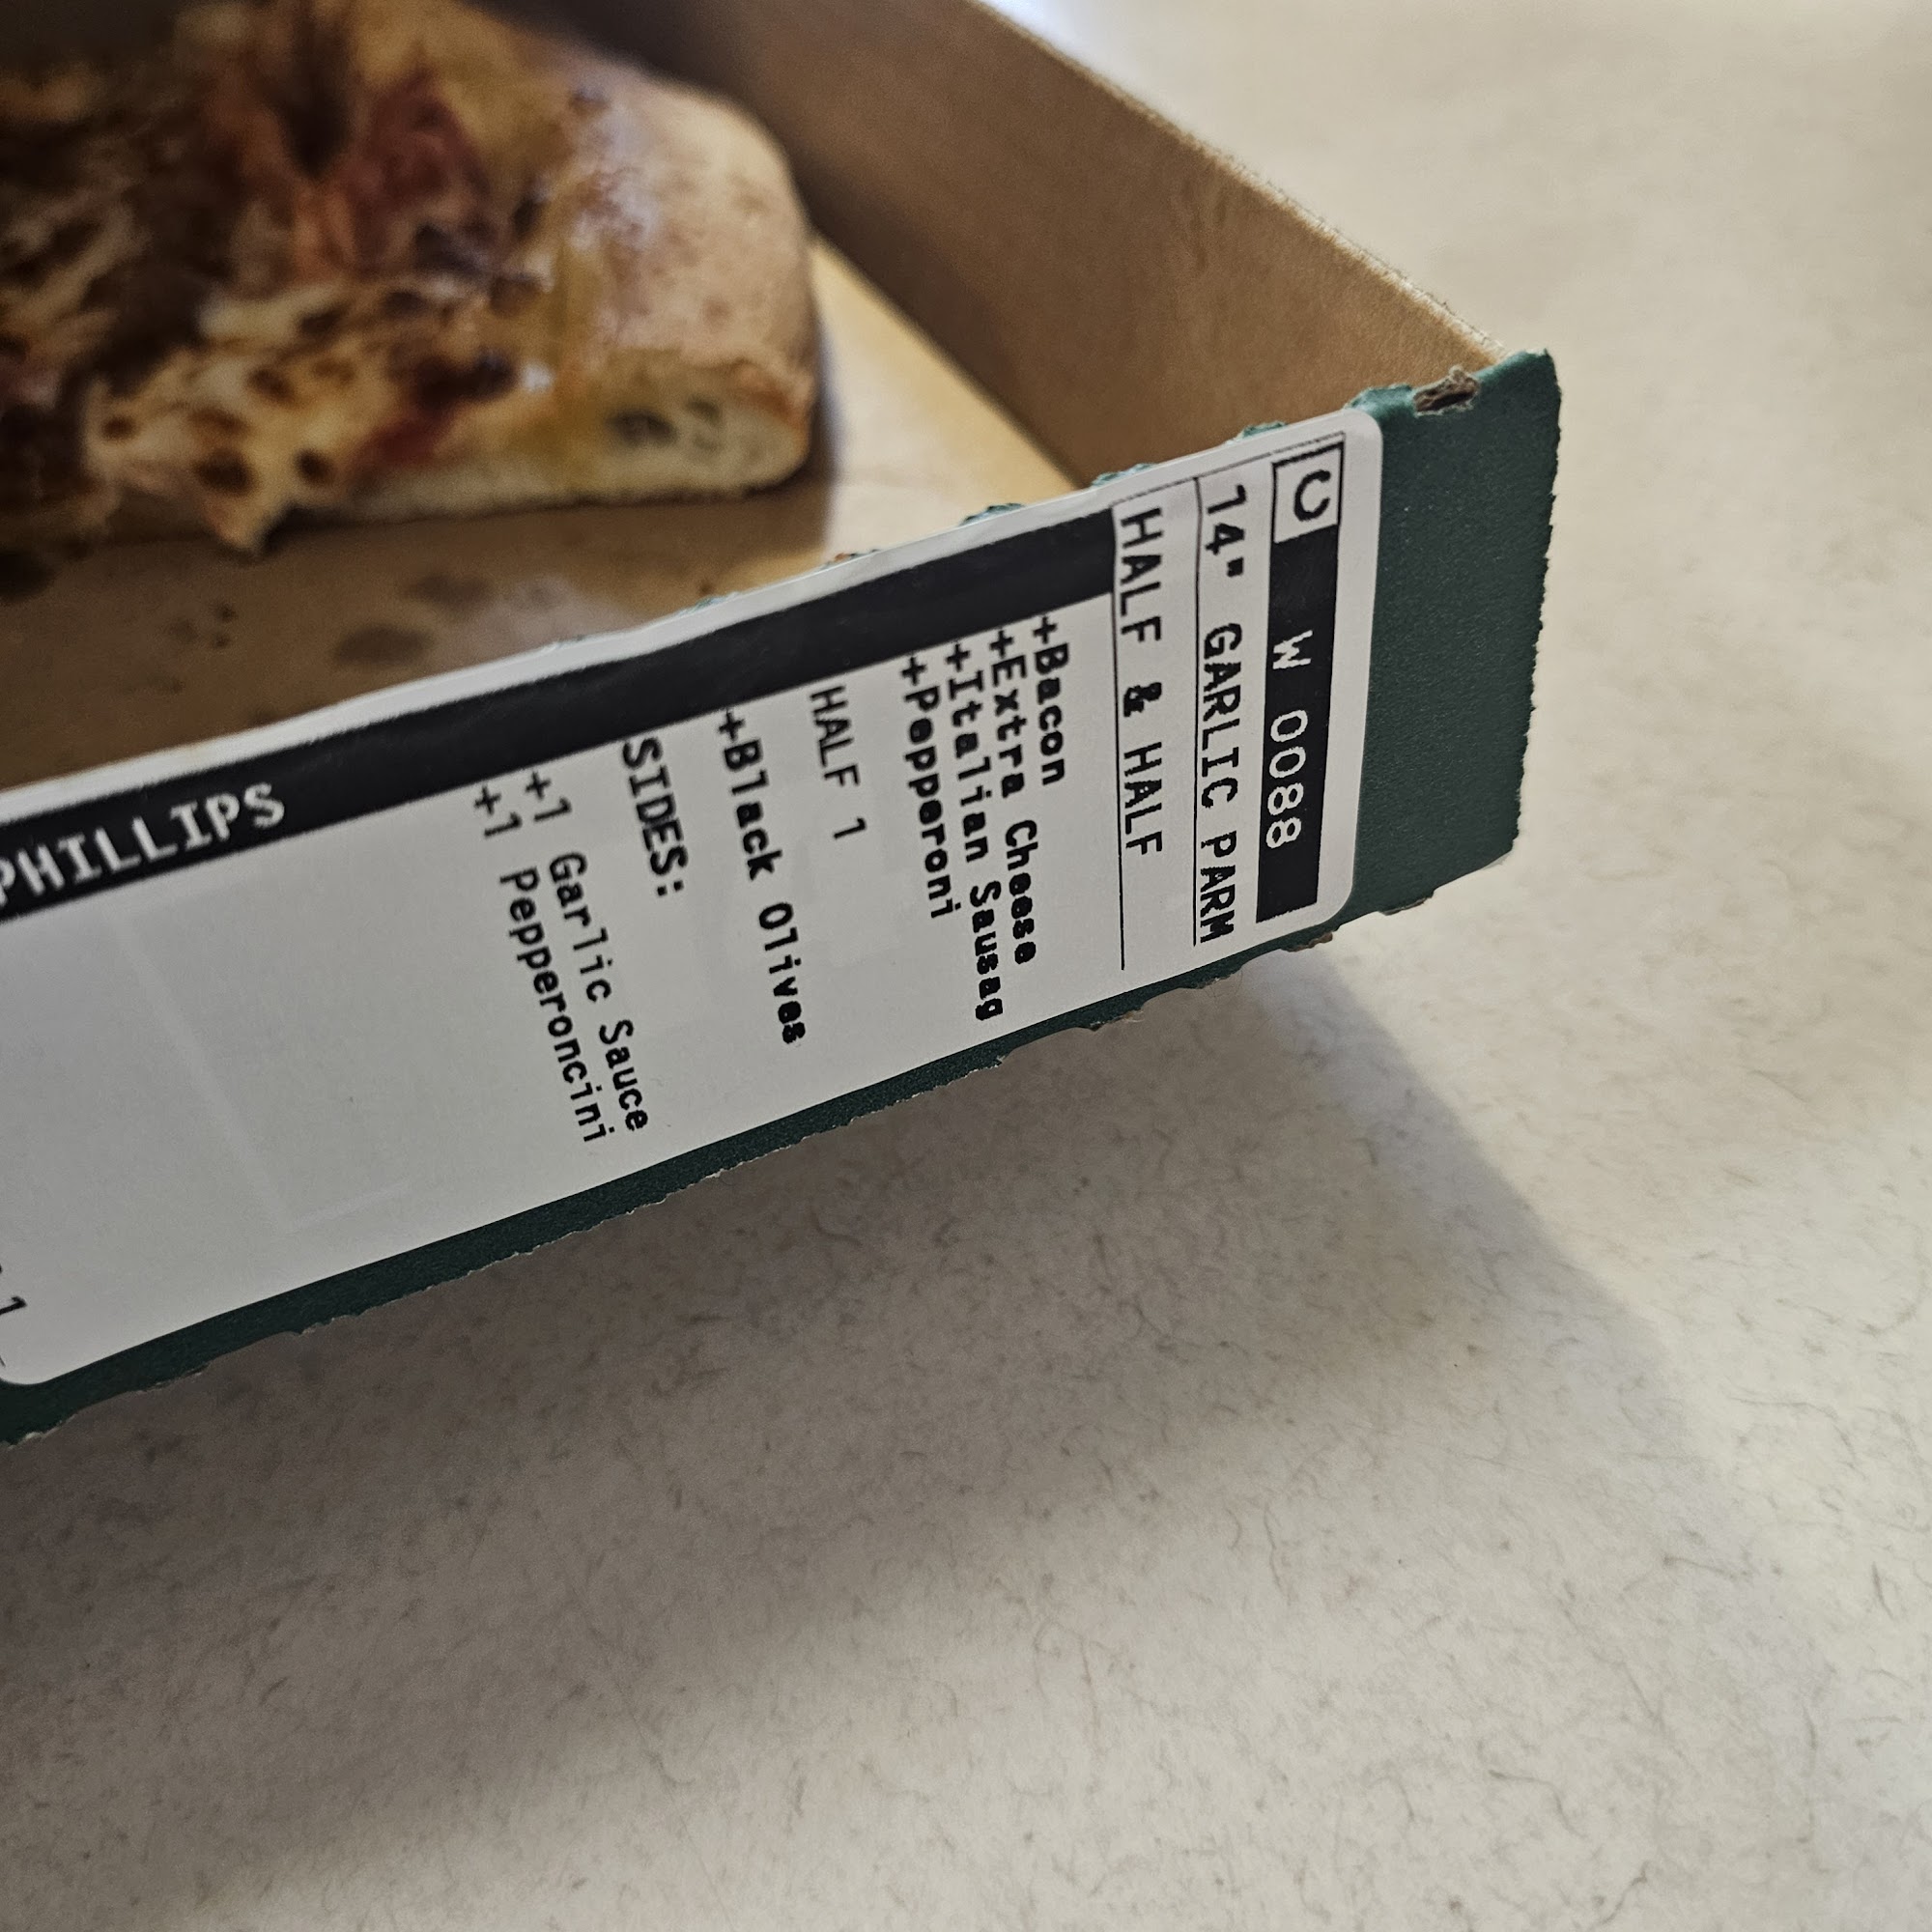 C W 0088
14" GARLIC PARM
HALF & HALF
+Bacon
+Extra Cheese
+Italian Sausag
+Pepperoni
HALF 1
+Black Olives
SIDES:
+1 Garlic Sauce
+1 Pepperoncini
PHILLIPS
1